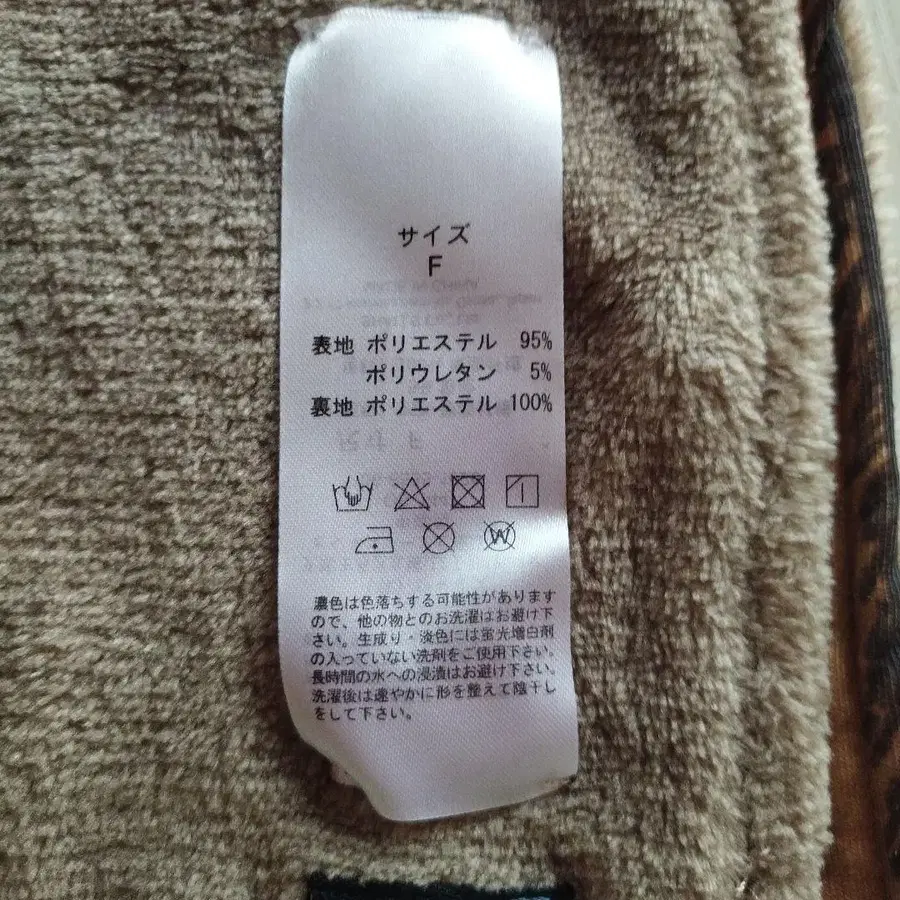 サイズ
F
表地 ポリエステル 95%
ポリウレタン 5%
裏地 ポリエステル 100%
濃色は色落ちする可能性があります
ので、他の物とのお洗濯はお避け下
さい。生成り・淡色には蛍光増白剤
の入っていない洗剤をご使用下さい。
長時間の水への浸漬はお避け下さい。
洗濯後は速やかに形を整えて陰干し
をして下さい。